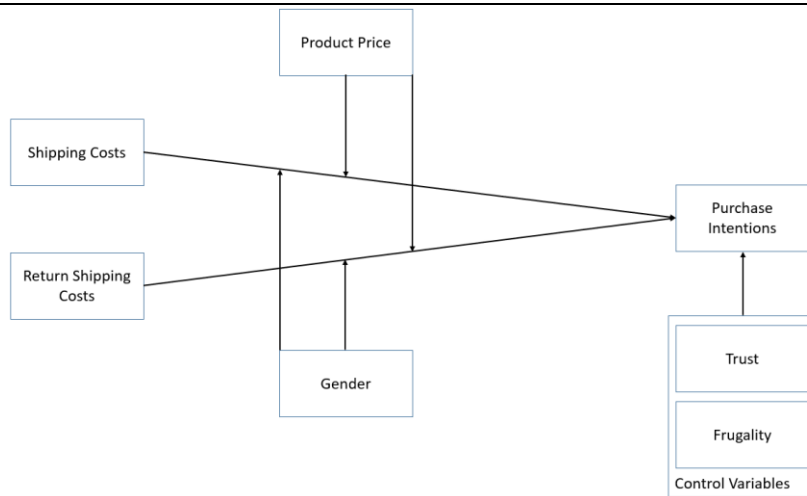 Product Price
Shipping Costs
Purchase
Intentions
Return Shipping
Costs
Gender
Trust
Frugality
Control Variables